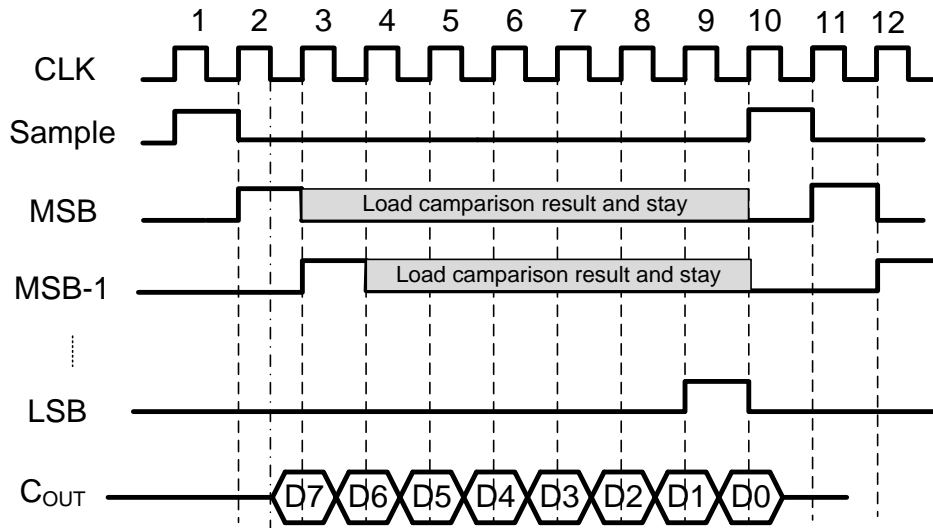 1 2 3 4 5 6 7 8 9 10 11 12
CLK
Sample
MSB
Load camparison result and stay
MSB-1
Load camparison result and stay
LSB
COUT
D7 D6 D5 D4 D3 D2 D1 D0